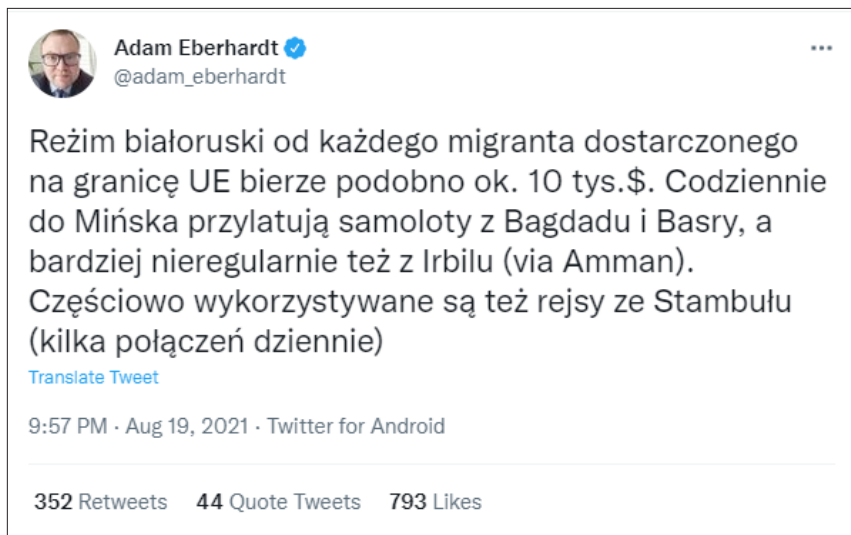 Adam Eberhardt
@adam_eberhardt
Reżim białoruski od każdego migranta dostarczonego
na granicę UE bierze podobno ok. 10 tys.$. Codziennie
do Mińska przylatują samoloty z Bagdadu i Basry, a
bardziej nieregularnie też z Irbilu (via Amman).
Częściowo wykorzystywane są też rejsy ze Stambułu
(kilka połączeń dziennie)
Translate Tweet
9:57 PM · Aug 19, 2021 · Twitter for Android
352 Retweets 44 Quote Tweets 793 Likes